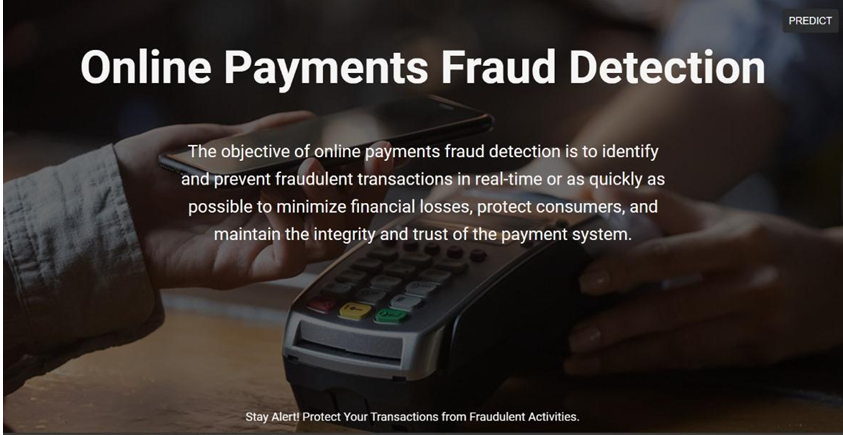 PREDICT
Online Payments Fraud Detection
The objective of online payments fraud detection is to identify
and prevent fraudulent transactions in real-time or as quickly as
possible to minimize financial losses, protect consumers, and
maintain the integrity and trust of the payment system.
Stay Alert! Protect Your Transactions from Fraudulent Activities.